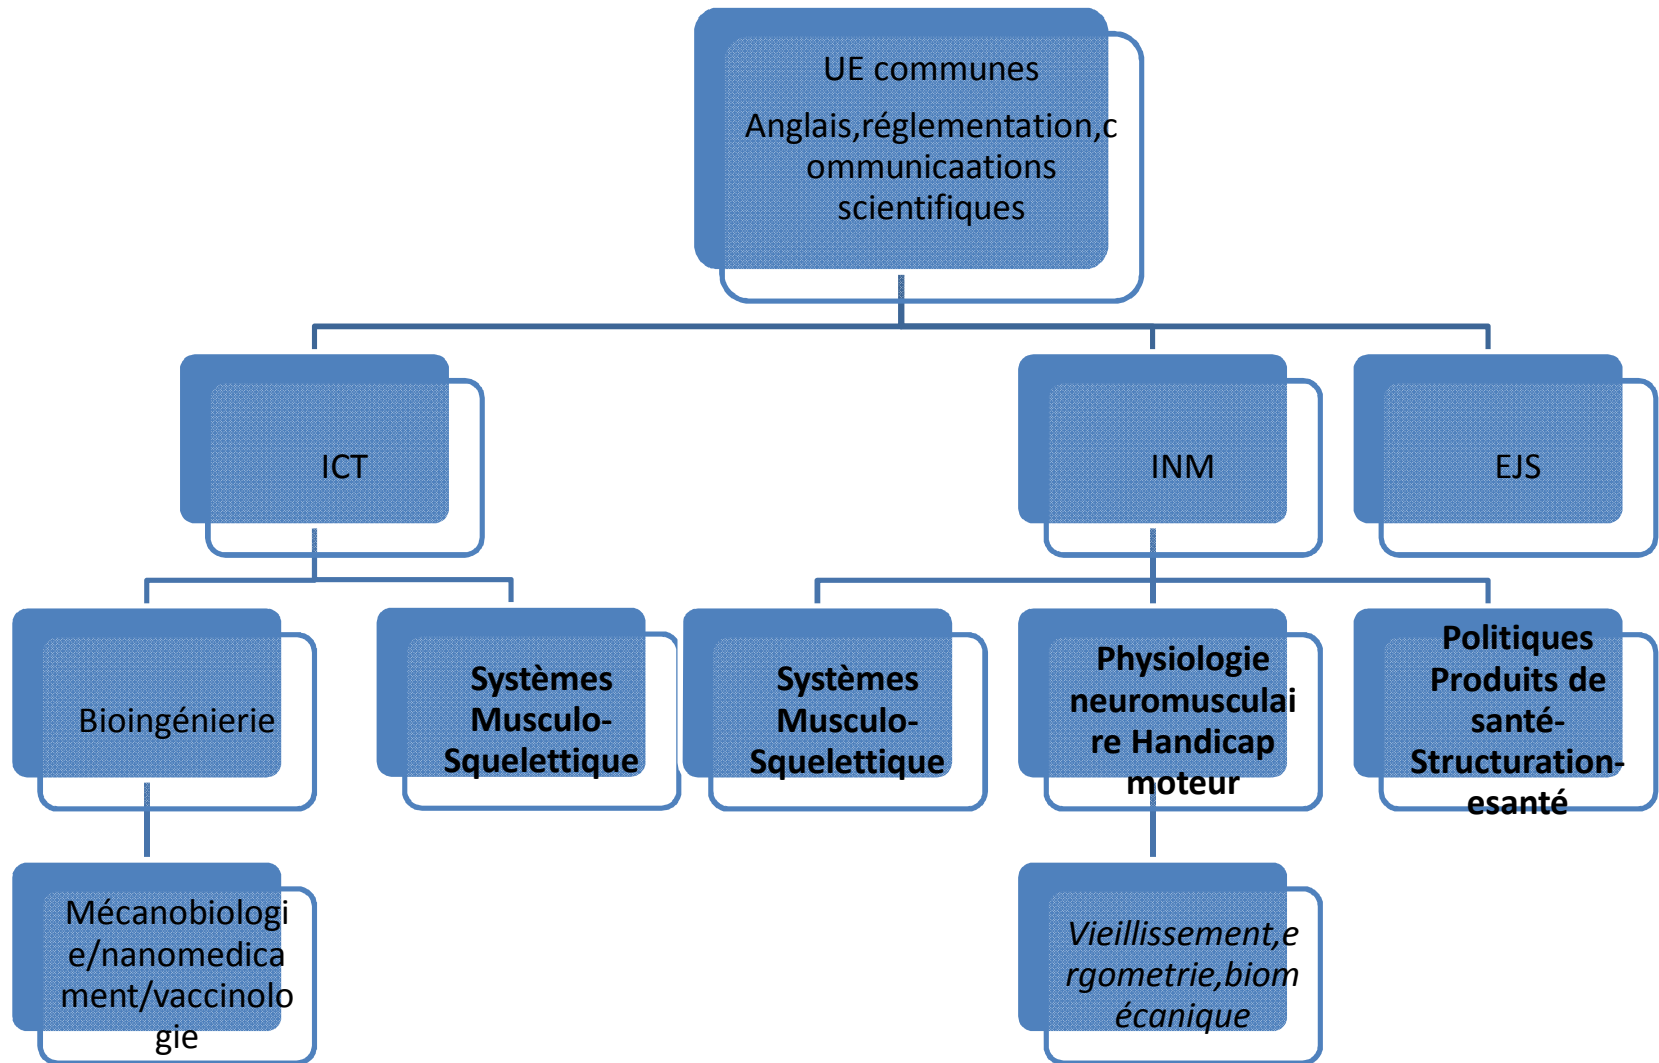 UE communes
Anglais,réglementation,c
ommunicaations
scientifiques
ICT
INM
EJS
Bioingénierie
Systèmes
Musculo-
Squelettique
Systèmes
Musculo-
Squelettique
Physiologie
neuromusculai
re Handicap
moteur
Politiques
Produits de
santé-
Structuration-
esanté
Mécanobiologi
e/nanomedica
ment/vaccinolo
gie
Vieillissement,e
rgometrie,biom
écanique